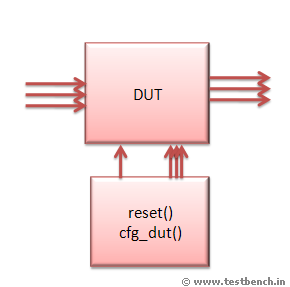 DUT
reset()
cfg_dut()
© www.testbench.in